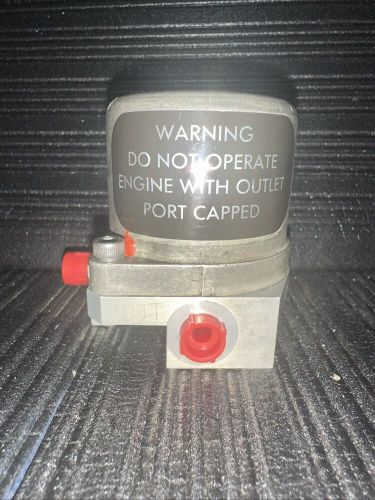 WARNING
DO NOT OPERATE
ENGINE WITH OUTLET
PORT CAPPED